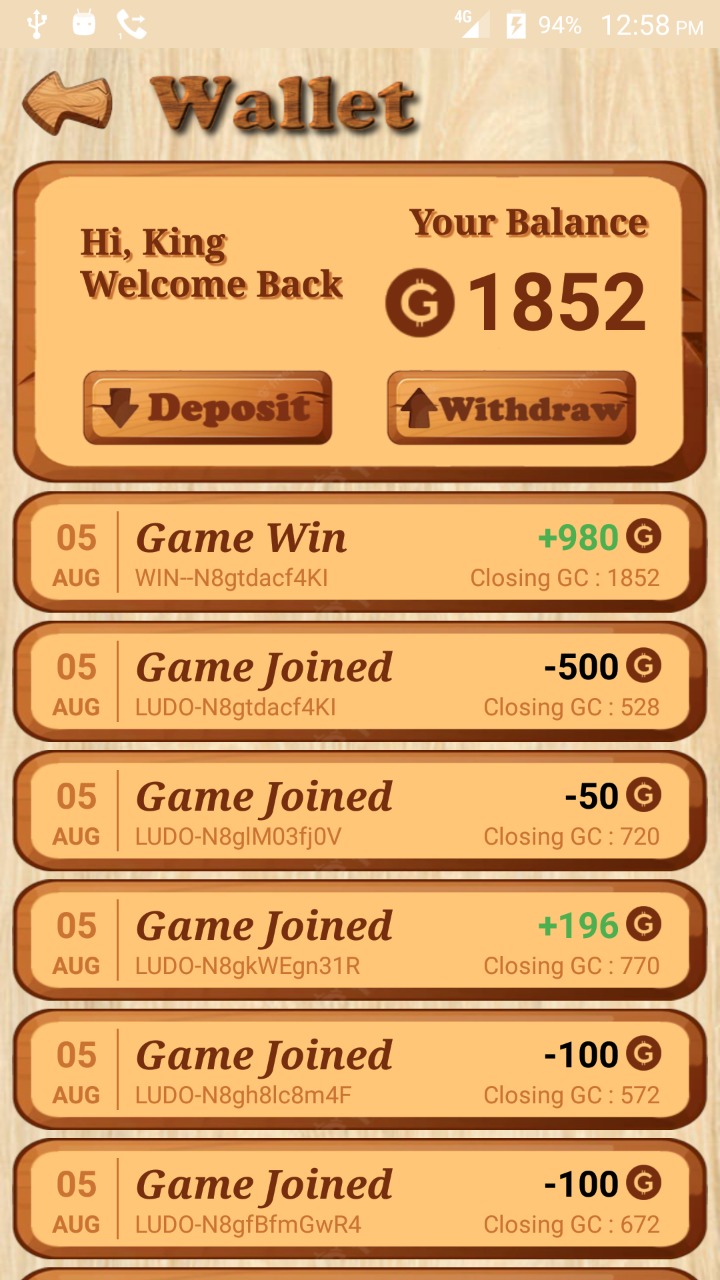 4G 94% 12:58 PM
Wallet
Hi, King
Welcome Back
Your Balance
G 1852
Deposit
Withdraw
05 AUG
Game Win
+980 G
WIN--N8gtdacf4KI
Closing GC : 1852
05 AUG
Game Joined
-500 G
LUDO-N8gtdacf4KI
Closing GC : 528
05 AUG
Game Joined
-50 G
LUDO-N8glM03fj0V
Closing GC : 720
05 AUG
Game Joined
+196 G
LUDO-N8gkWEgn31R
Closing GC : 770
05 AUG
Game Joined
-100 G
LUDO-N8gh8lc8m4F
Closing GC : 572
05 AUG
Game Joined
-100 G
LUDO-N8gfBfmGwR4
Closing GC : 672